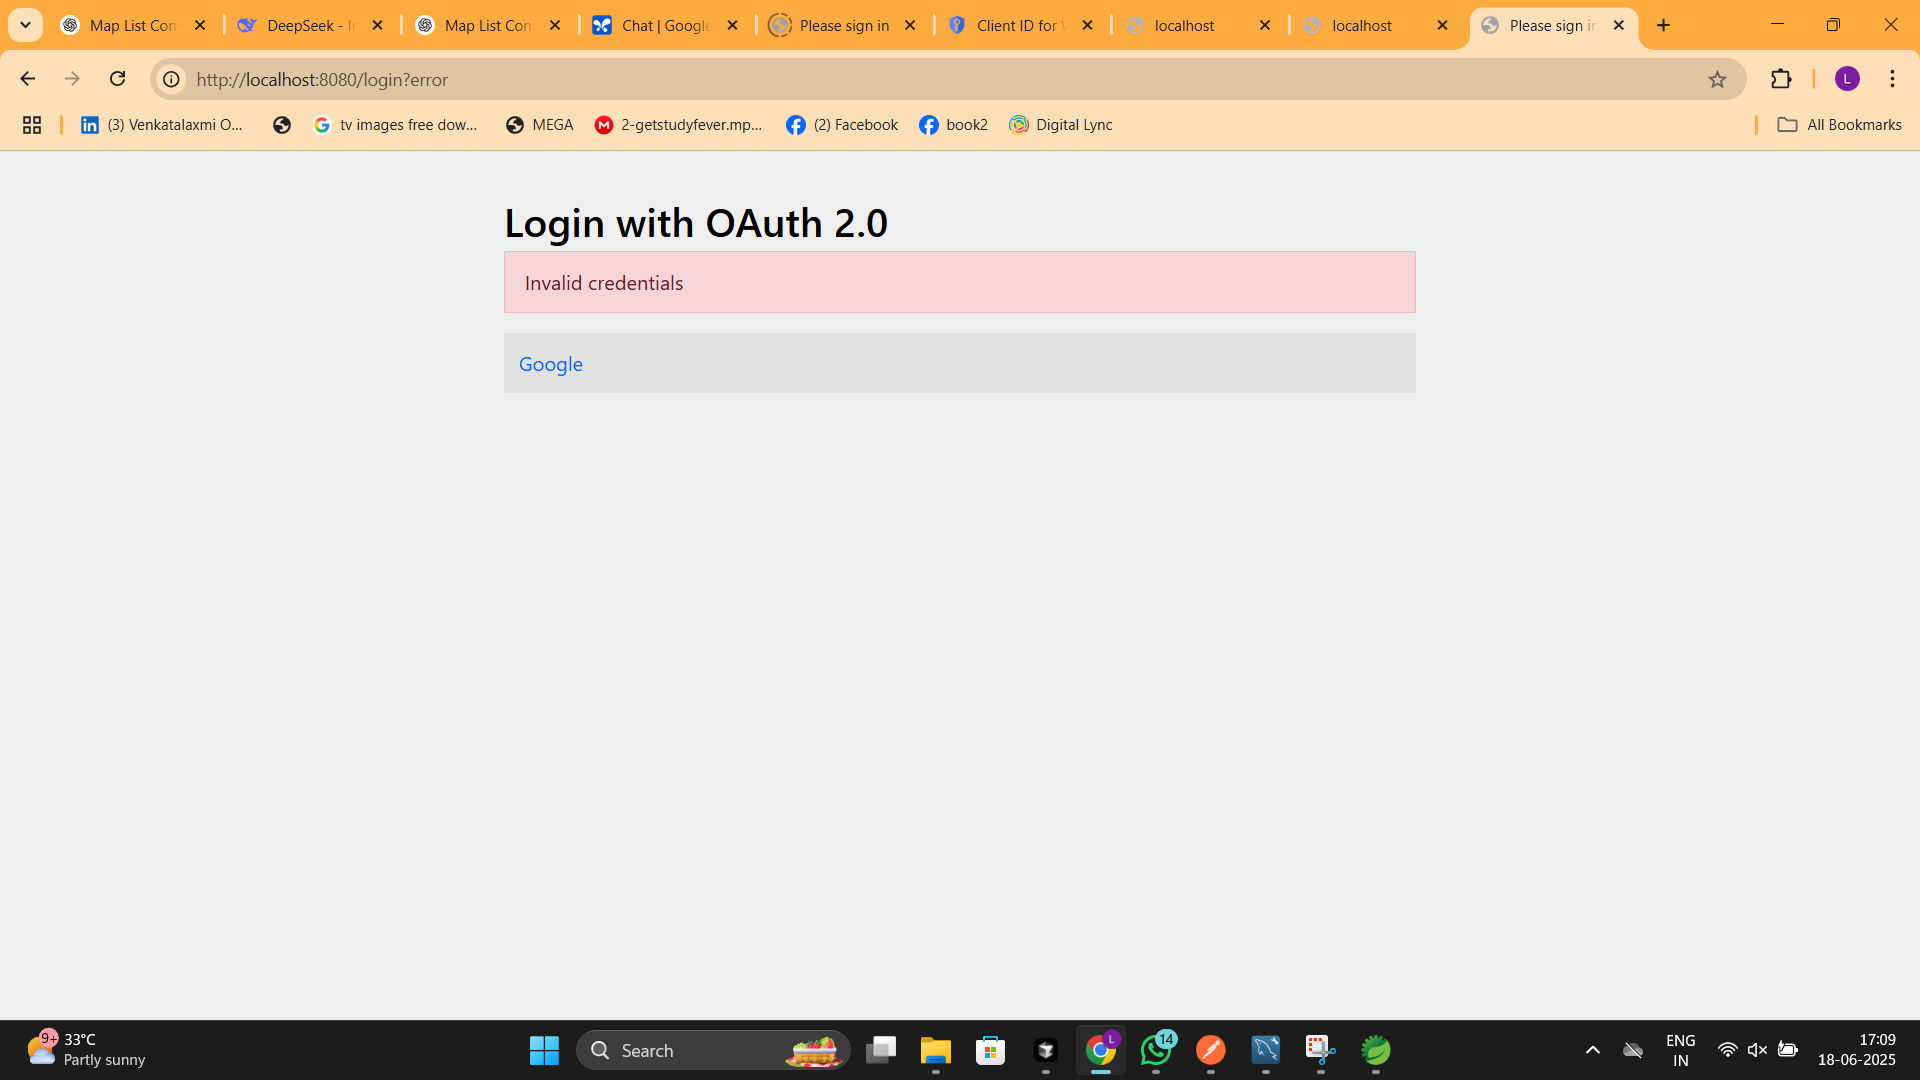 Map List Con
DeepSeek - I
Map List Con
Chat | Google
Please sign in
Client ID for
localhost
localhost
Please sign in
http://localhost:8080/login?error
L
(3) Venkatalaxmi O...
tv images free dow...
MEGA
2-getstudyfever.mp...
(2) Facebook
book2
Digital Lync
All Bookmarks
Login with OAuth 2.0
Invalid credentials
Google
9+
33°C
Partly sunny
Search
L
14
ENG
IN
17:09
18-06-2025